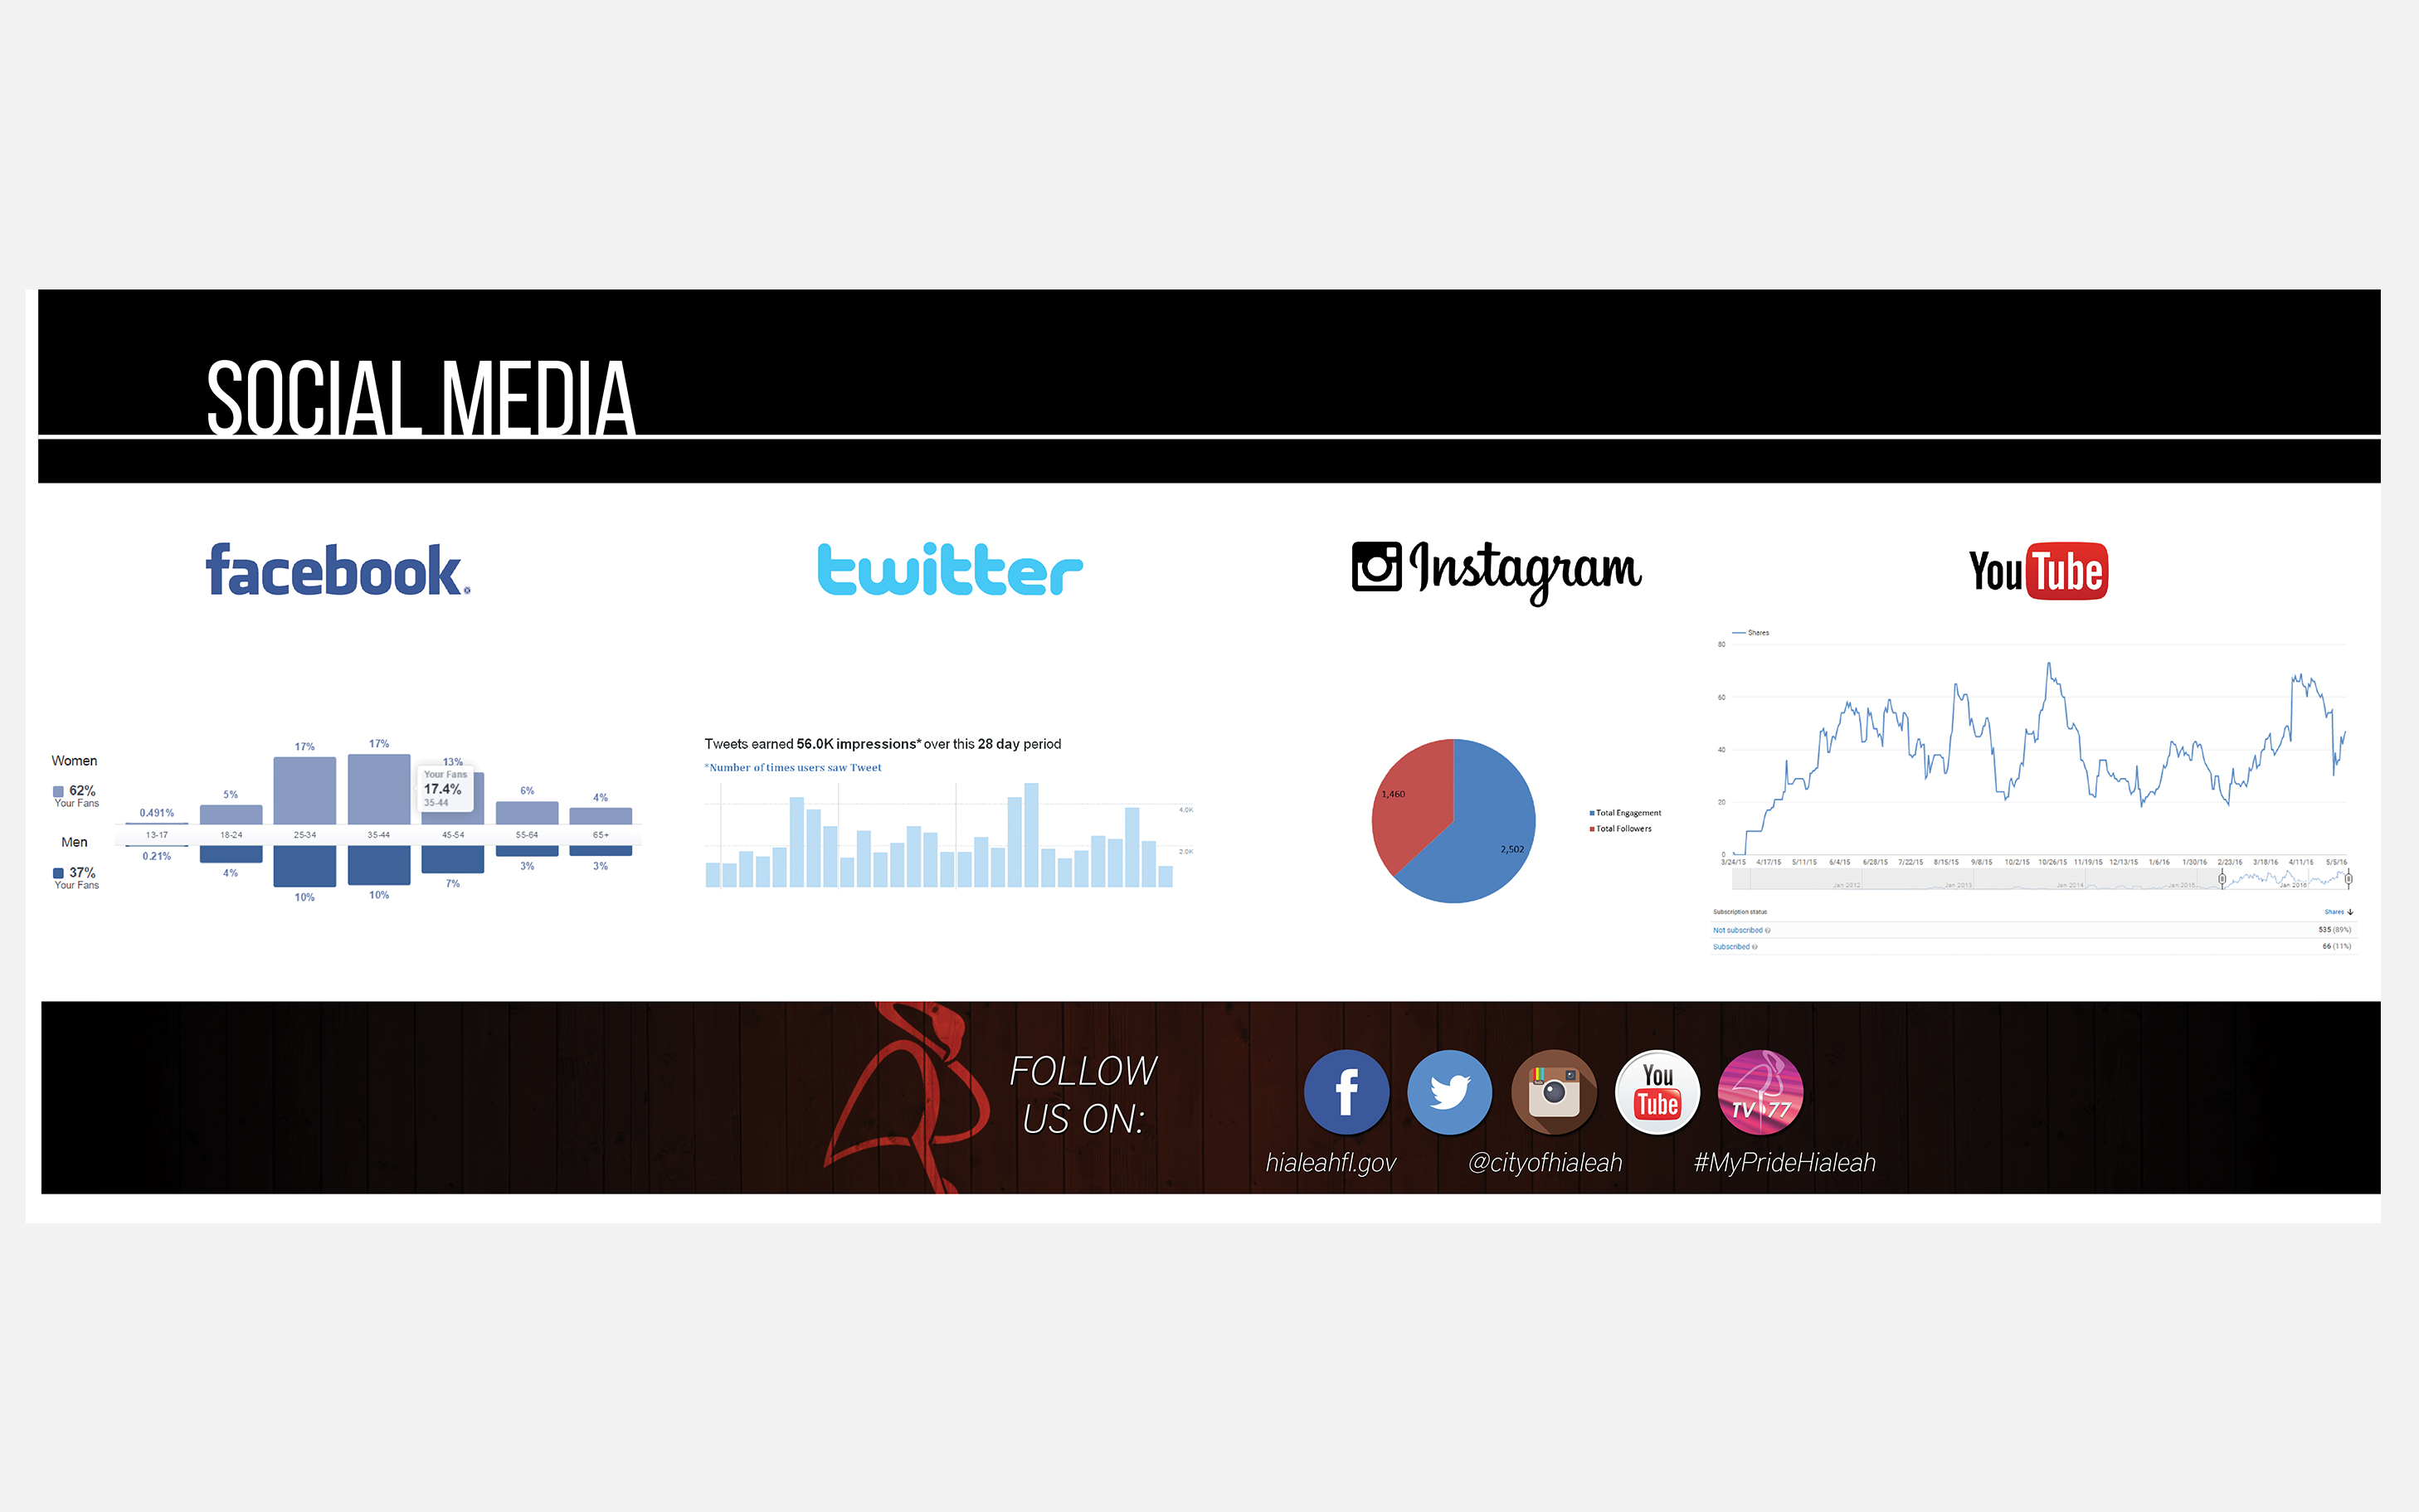 SOCIAL MEDIA
facebook®
twitter
Instagram
You Tube
Women
62%
Your Fans
Men
37%
Your Fans
0.491% 5% 17% 17% 13% 6% 4%
Your Fans
17.4%
35-44
13-17 18-24 25-34 35-44 45-54 55-64 65+
0.21% 4% 10% 10% 7% 3% 3%
Tweets earned 56.0K impressions* over this 28 day period
*Number of times users saw Tweet
4.0K
2.0K
1,460
2,502
Total Engagement
Total Followers
Shares
80
60
40
20
0
3/24/15 4/17/15 5/11/15 6/4/15 6/28/15 7/22/15 8/15/15 9/8/15 10/2/15 10/26/15 11/19/15 12/13/15 1/6/16 1/30/16 2/23/16 3/18/16 4/11/16 5/5/16
Jan 2012 Jan 2013 Jan 2014 Jan 2015 Jan 2016
Subscription status Shares
Not subscribed 535 (89%)
Subscribed 66 (11%)
FOLLOW
US ON:
f
You
Tube
TV 77
hialeahfl.gov @cityofhialeah #MyPrideHialeah